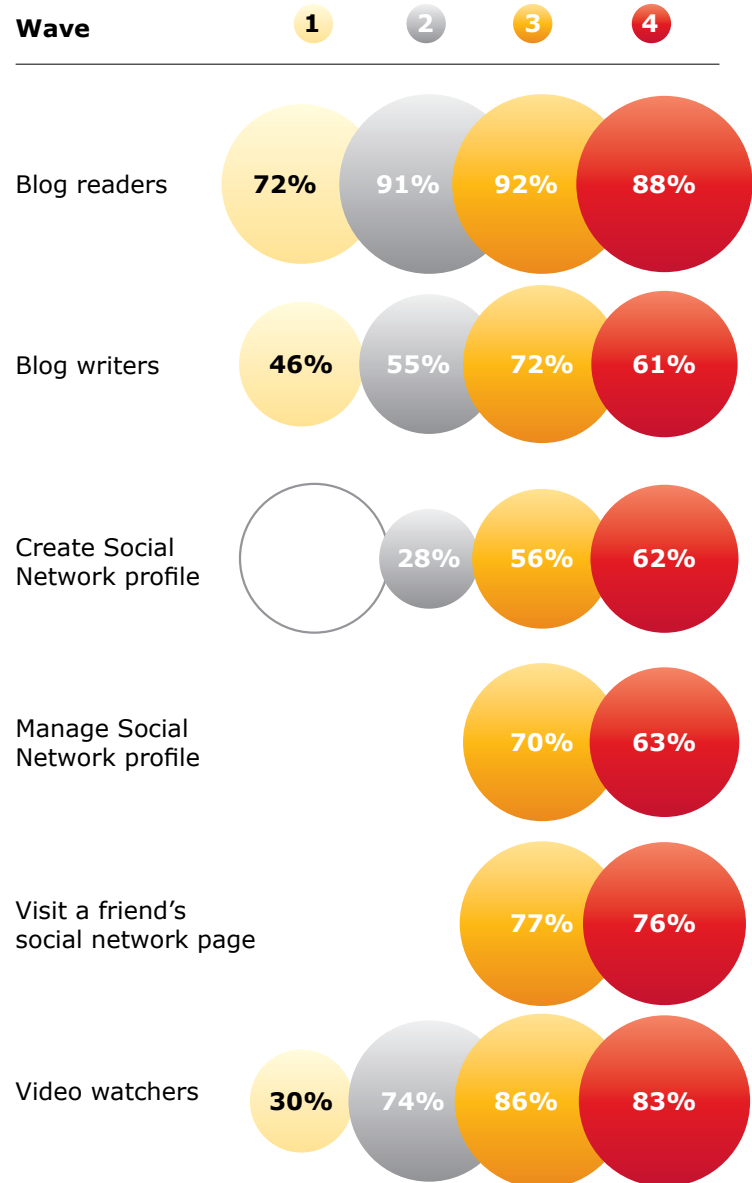 Wave 1 2 3 4
Blog readers 72% 91% 92% 88%
Blog writers 46% 55% 72% 61%
Create Social
Network profile 28% 56% 62%
Manage Social
Network profile 70% 63%
Visit a friend’s
social network page 77% 76%
Video watchers 30% 74% 86% 83%